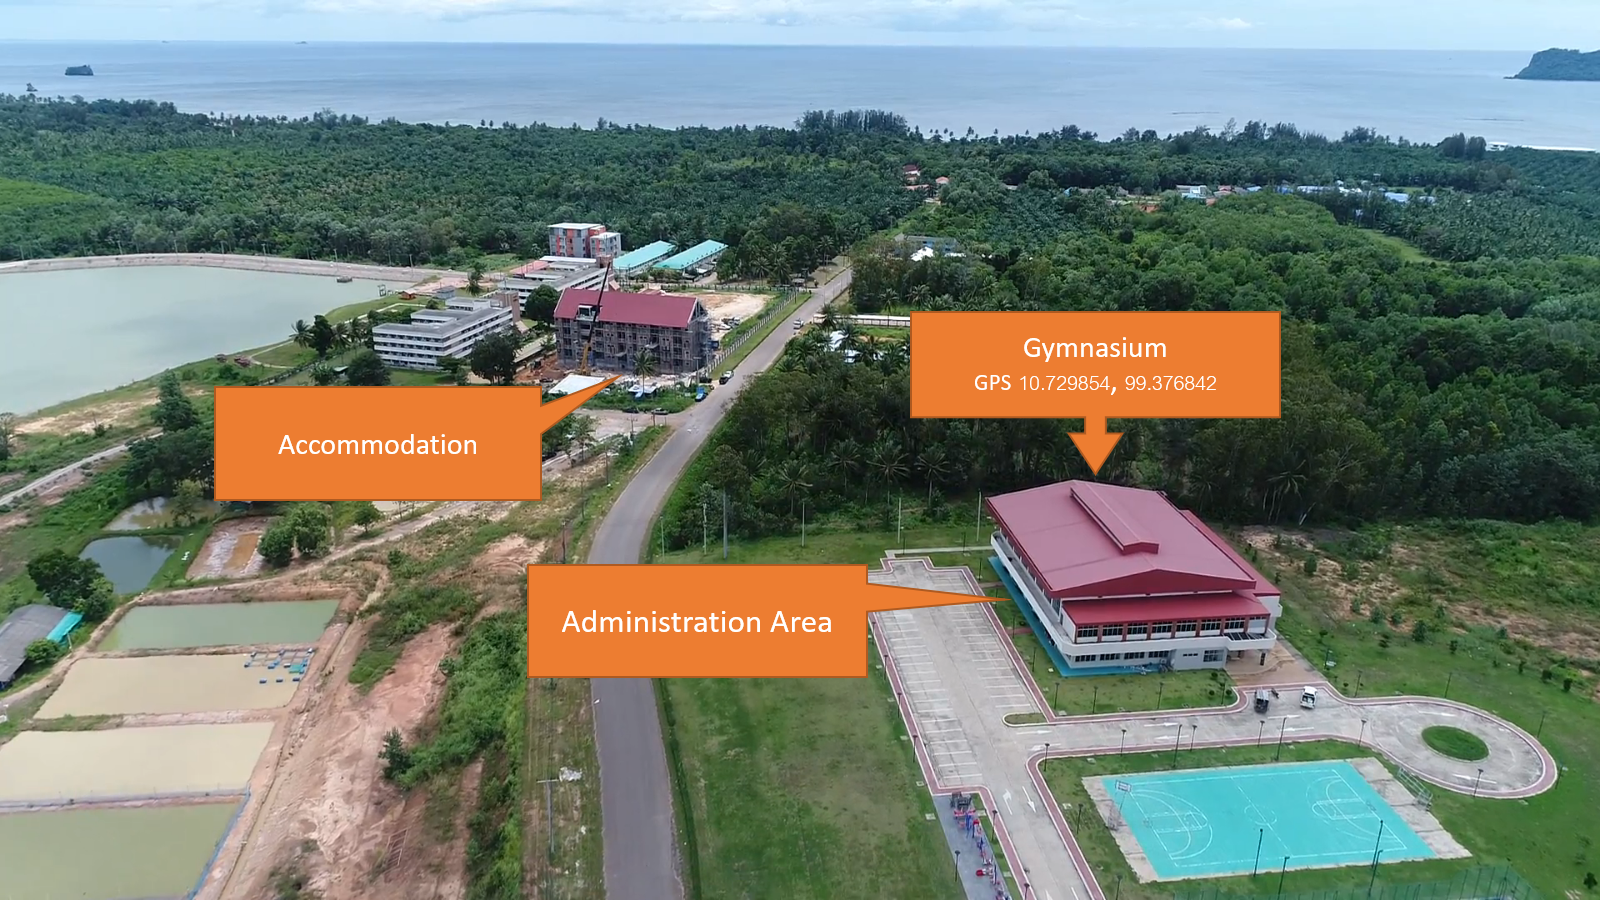 Gymnasium
GPS 10.729854, 99.376842
Accommodation
Administration Area